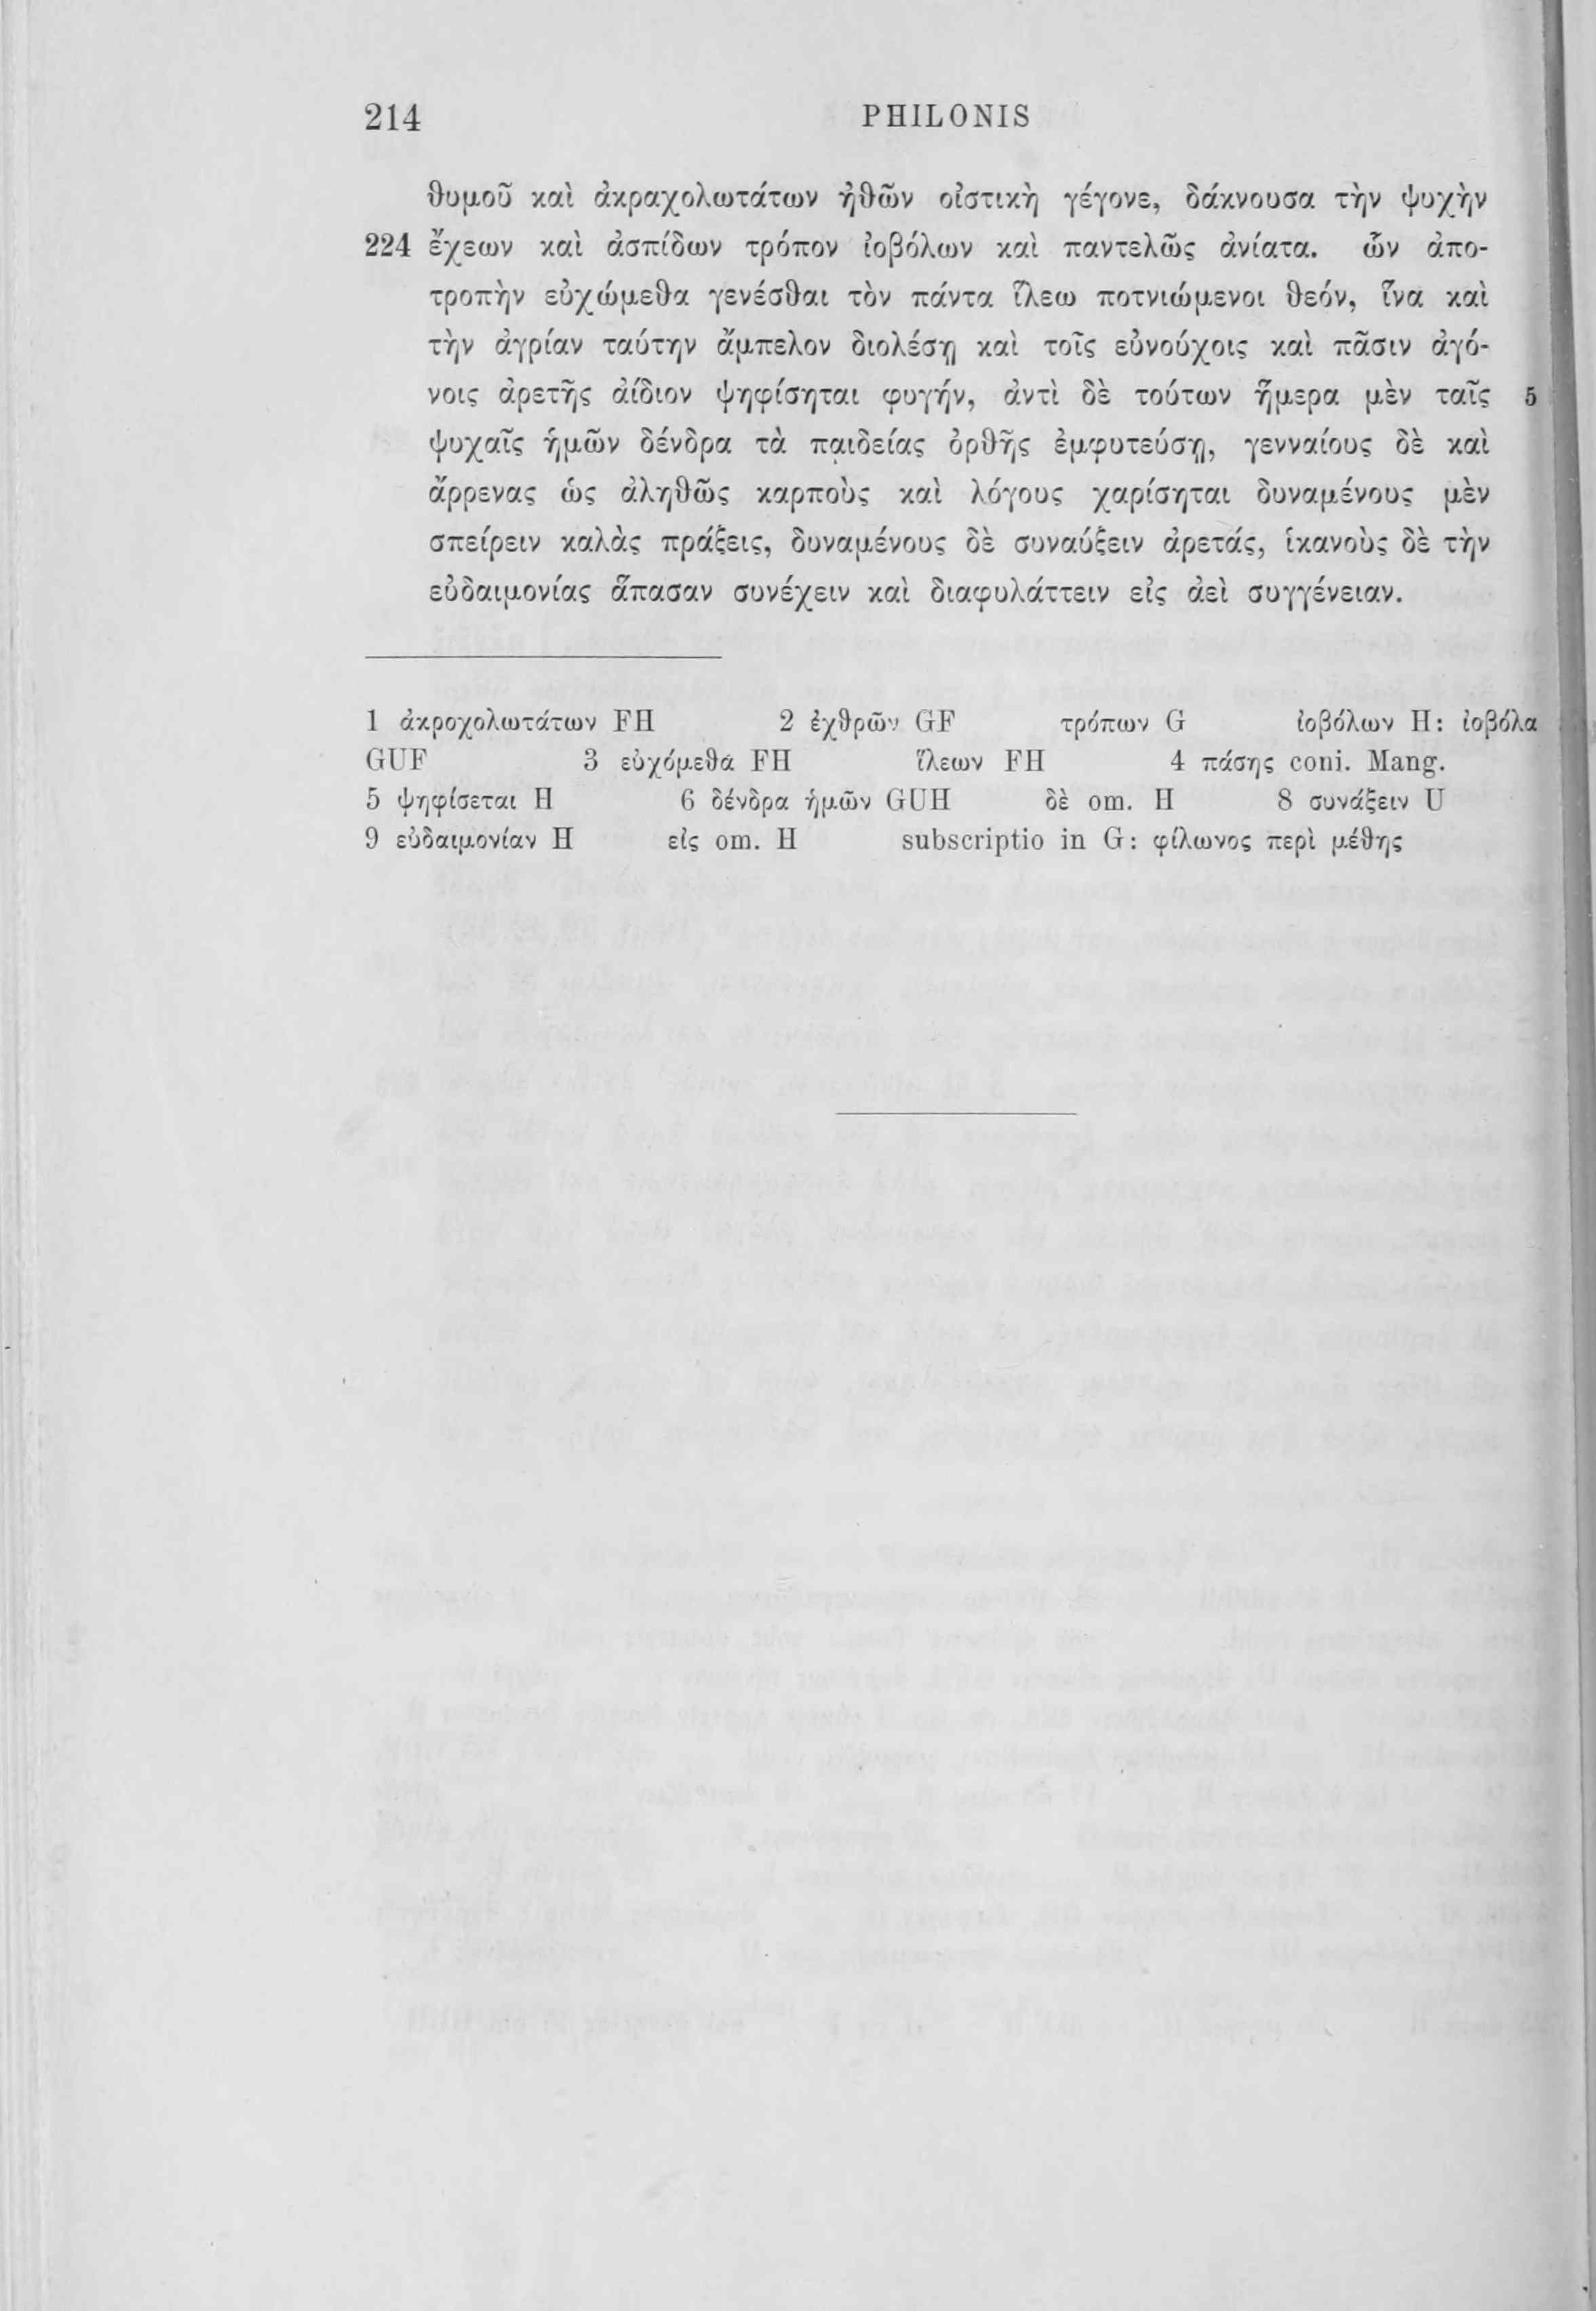 214 PHILONIS
θυμοῦ καὶ ἀκραχολωτάτων ἠθῶν οἰστικὴ γέγονε, δάκνουσα τὴν ψυχὴν
224 ἔχεων καὶ ἀσπίδων τρόπον ἰοβόλων καὶ παντελῶς ἀνίατα. ὧν ἀπο-
τροπὴν εὐχώμεθα γενέσθαι τὸν πάντα ἵλεω ποτνιώμενοι θεόν, ἵνα καὶ
τὴν ἀγρίαν ταύτην ἄμπελον διολέσῃ καὶ τοῖς εὐνούχοις καὶ πᾶσιν ἀγό-
νοις ἀρετῆς ἀίδιον ψηφίσηται φυγήν, ἀντὶ δὲ τούτων ἥμερα μὲν ταῖς 5
ψυχαῖς ἡμῶν δένδρα τὰ παιδείας ὀρθῆς ἐμφυτεύσῃ, γενναίους δὲ καὶ
ἄρρενας ὡς ἀληθῶς καρποὺς καὶ λόγους χαρίσηται δυναμένους μὲν
σπείρειν καλὰς πράξεις, δυναμένους δὲ συναύξειν ἀρετάς, ἱκανοὺς δὲ τὴν
εὐδαιμονίας ἅπασαν συνέχειν καὶ διαφυλάττειν εἰς ἀεὶ συγγένειαν.
1 ἀκροχολωτάτων FH 2 ἐχθρῶν GF τρόπων G ἰοβόλων H: ἰοβόλα
GUF 3 εὐχόμεθα FH ἵλεων FH 4 πάσης coni. Mang.
5 ψηφίσεται H 6 δένδρα ἡμῶν GUH δὲ om. H 8 συνάξειν U
9 εὐδαιμονίαν H εἰς om. H subscriptio in G: φίλωνος περὶ μέθης